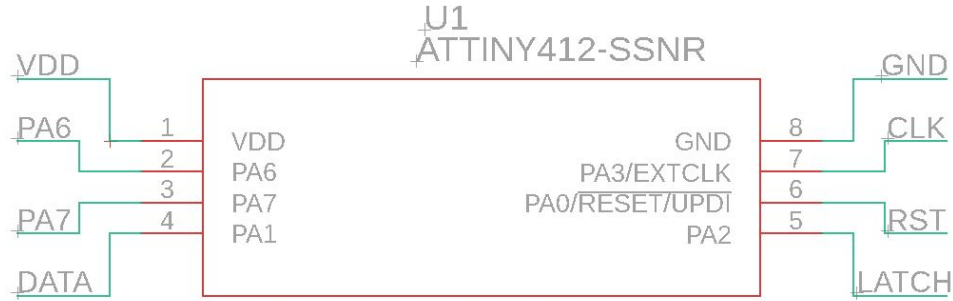 U1
ATTINY412-SSNR
VDD
GND
PA6
1
VDD
GND
8
CLK
2
PA6
PA3/EXTCLK
7
3
PA7
PA0/RESET/UPDI
6
PA7
4
PA1
PA2
5
RST
DATA
LATCH